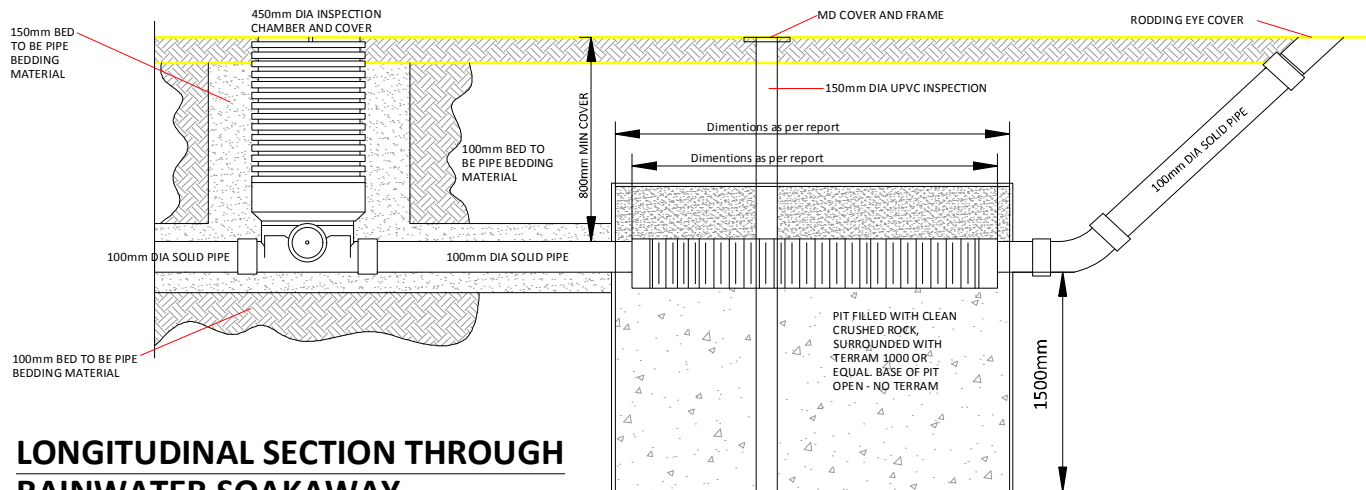 450mm DIA INSPECTION
CHAMBER AND COVER
MD COVER AND FRAME
RODDING EYE COVER
150mm BED
TO BE PIPE
BEDDING
MATERIAL
150mm DIA UPVC INSPECTION
800mm MIN COVER
Dimentions as per report
Dimentions as per report
100mm BED TO
BE PIPE BEDDING
MATERIAL
100mm DIA SOLID PIPE
100mm DIA SOLID PIPE
100mm DIA SOLID PIPE
PIT FILLED WITH CLEAN
CRUSHED ROCK,
SURROUNDED WITH
TERRAM 1000 OR
EQUAL. BASE OF PIT
OPEN - NO TERRAM
1500mm
100mm BED TO BE PIPE
BEDDING MATERIAL
LONGITUDINAL SECTION THROUGH
RAINWATER SOAKAWAY